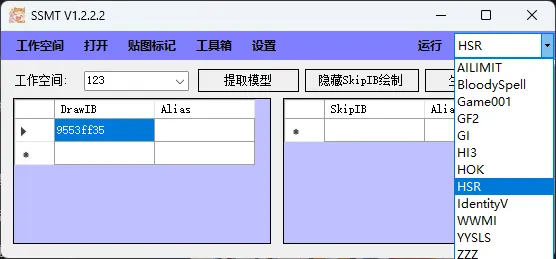 SSMT V1.2.2.2
工作空间 打开 贴图标记 工具箱 设置 运行 HSR
工作空间: 123 提取模型 隐藏SkipIB绘制
DrawIB Alias SkipIB
9553ff35
AILIMIT
BloodySpell
Game001
GF2
GI
HI3
HOK
HSR
IdentityV
WWMI
YYSLS
ZZZ